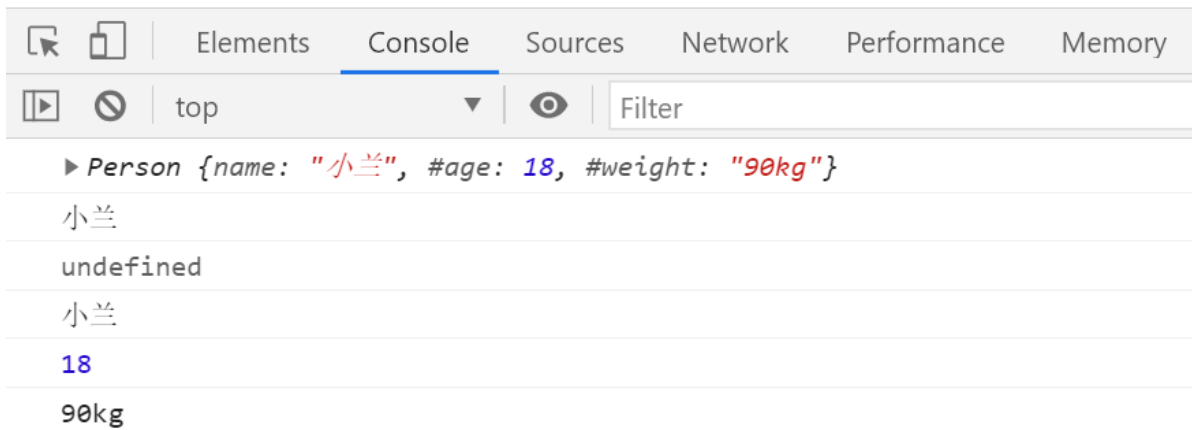 Elements Console Sources Network Performance Memory
top Filter
Person {name: "小兰", #age: 18, #weight: "90kg"}
小兰
undefined
小兰
18
90kg